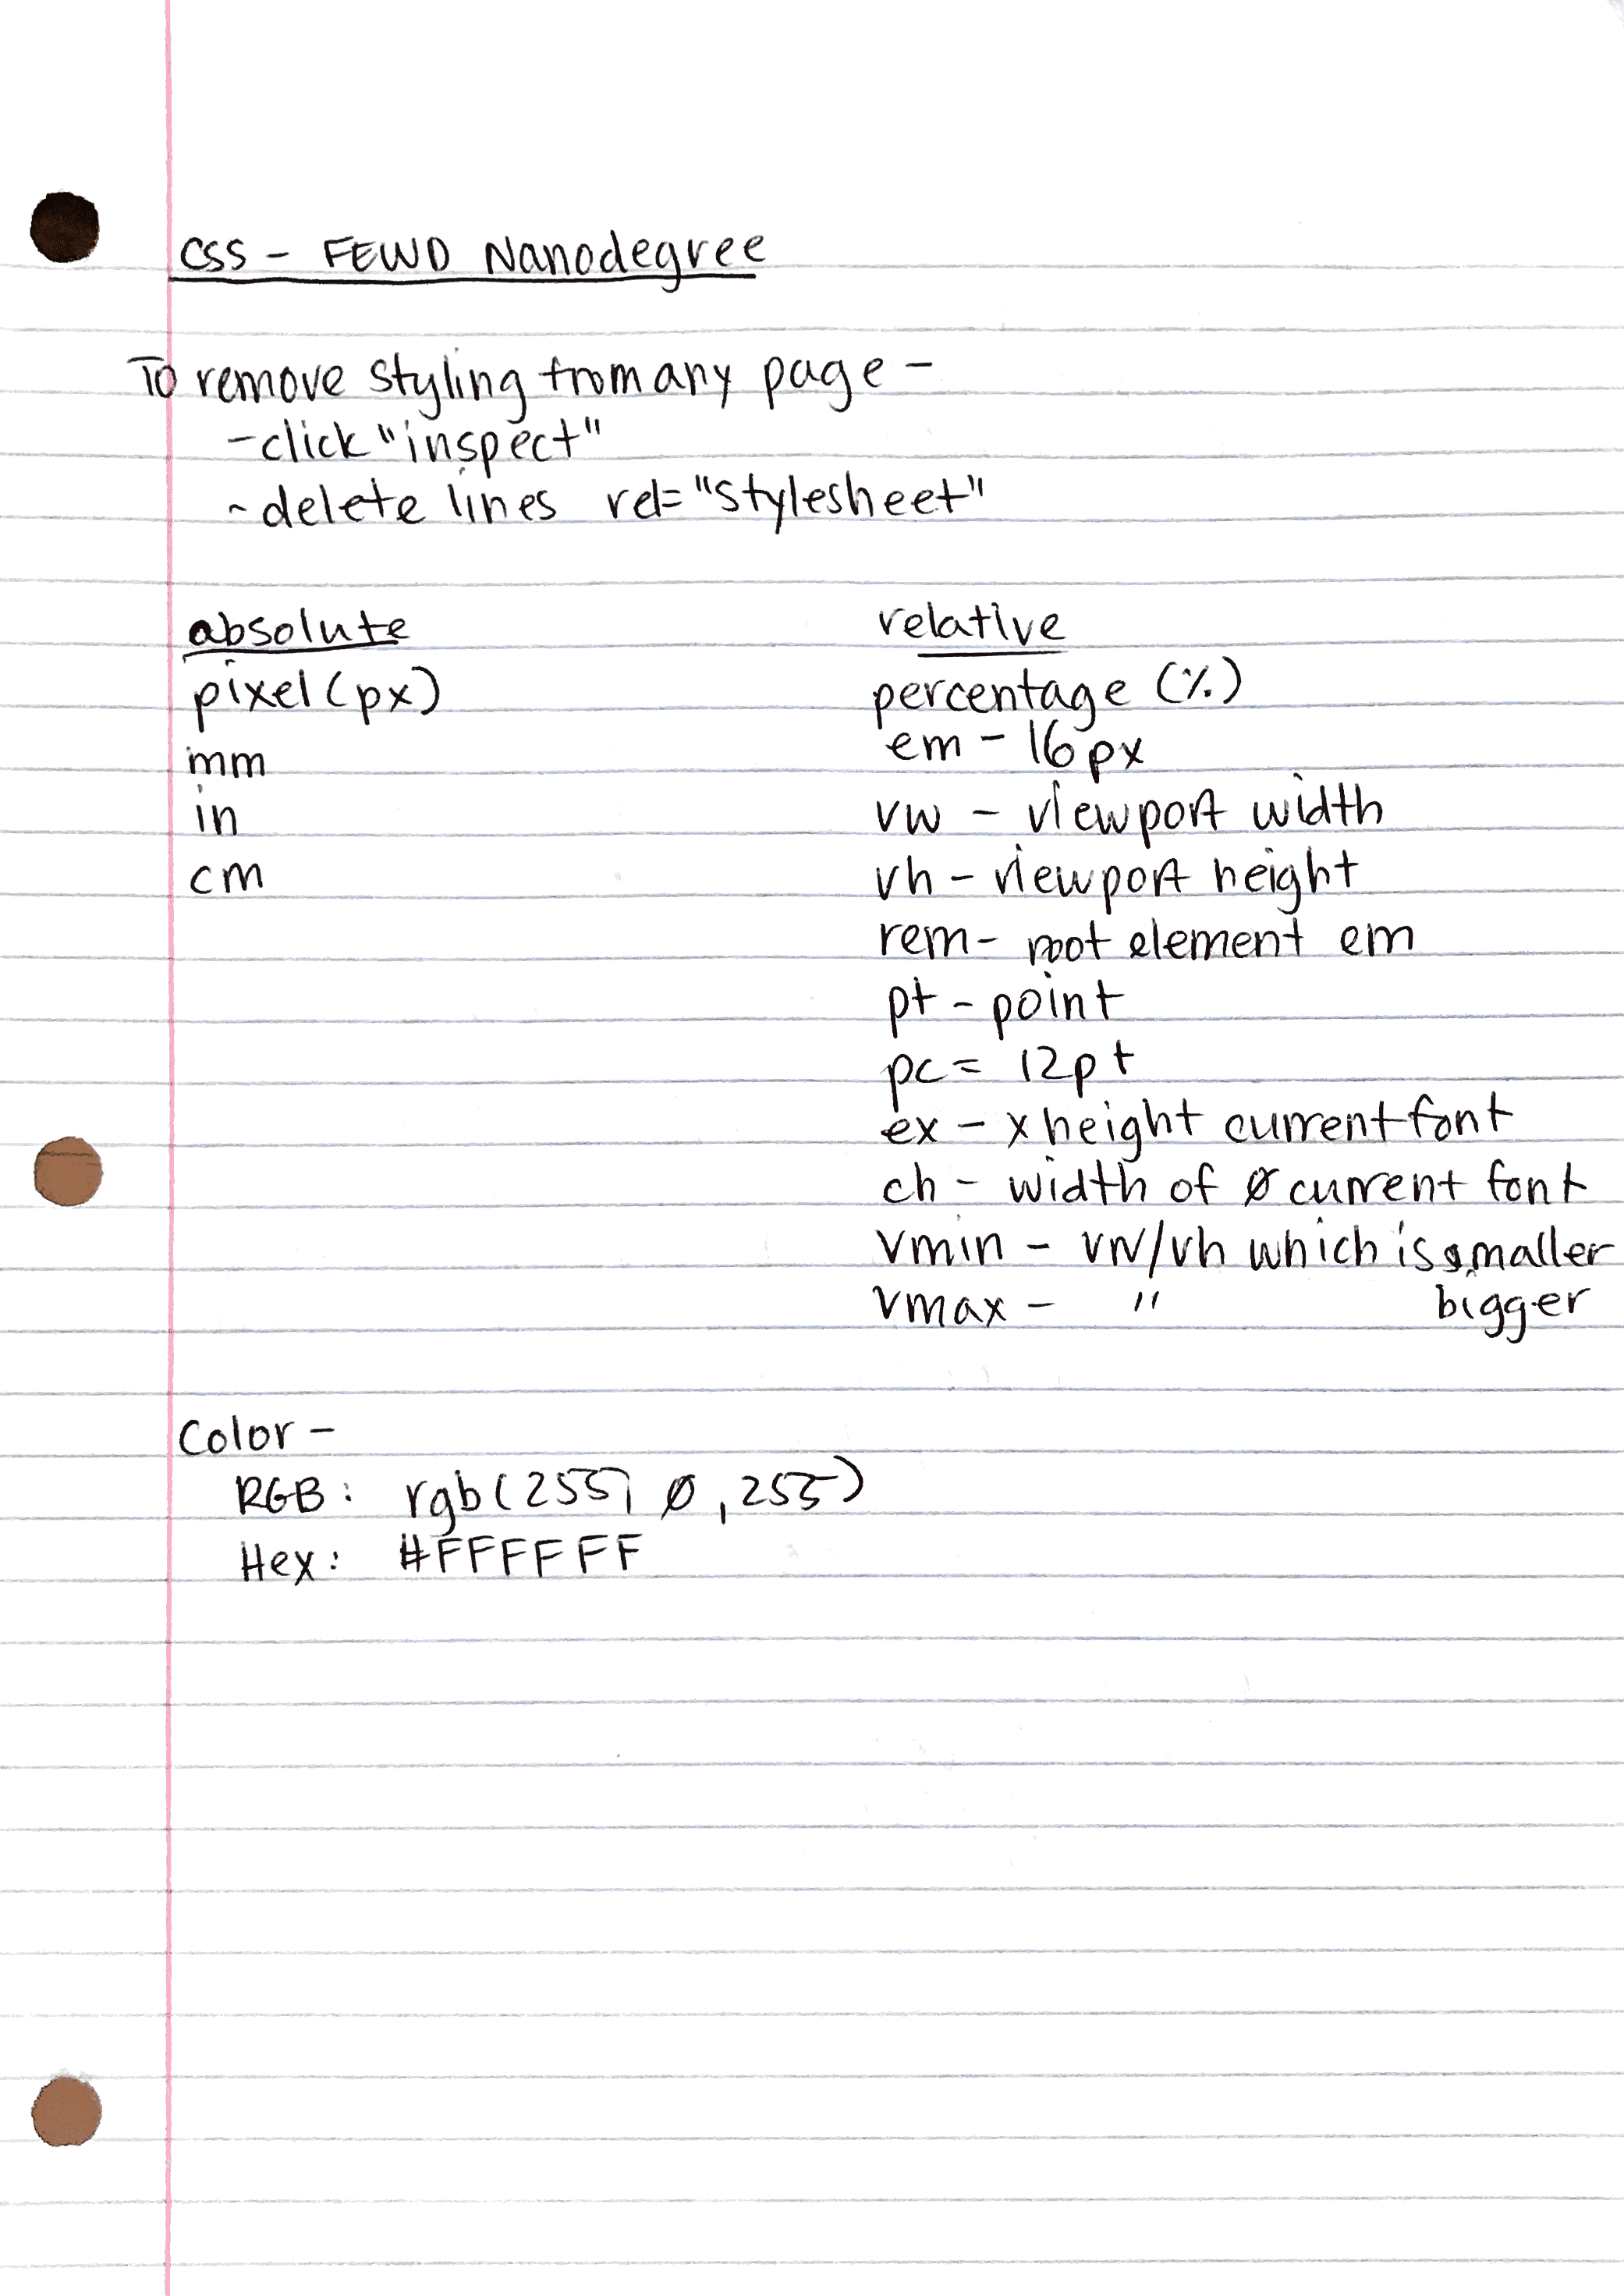 CSS - FEWD Nanodegree
To remove styling from any page -
- click "inspect"
- delete lines rel="stylesheet"
absolute
pixel (px)
mm
in
cm
relative
percentage (%)
em - 16px
vw - viewport width
vh - viewport height
rem - root element em
pt - point
pc = 12pt
ex - x height current font
ch - width of Ø current font
vmin - vw/vh which is smaller
vmax - " bigger
Color -
RGB: rgb(255, Ø, 255)
Hex: #FFFFFF